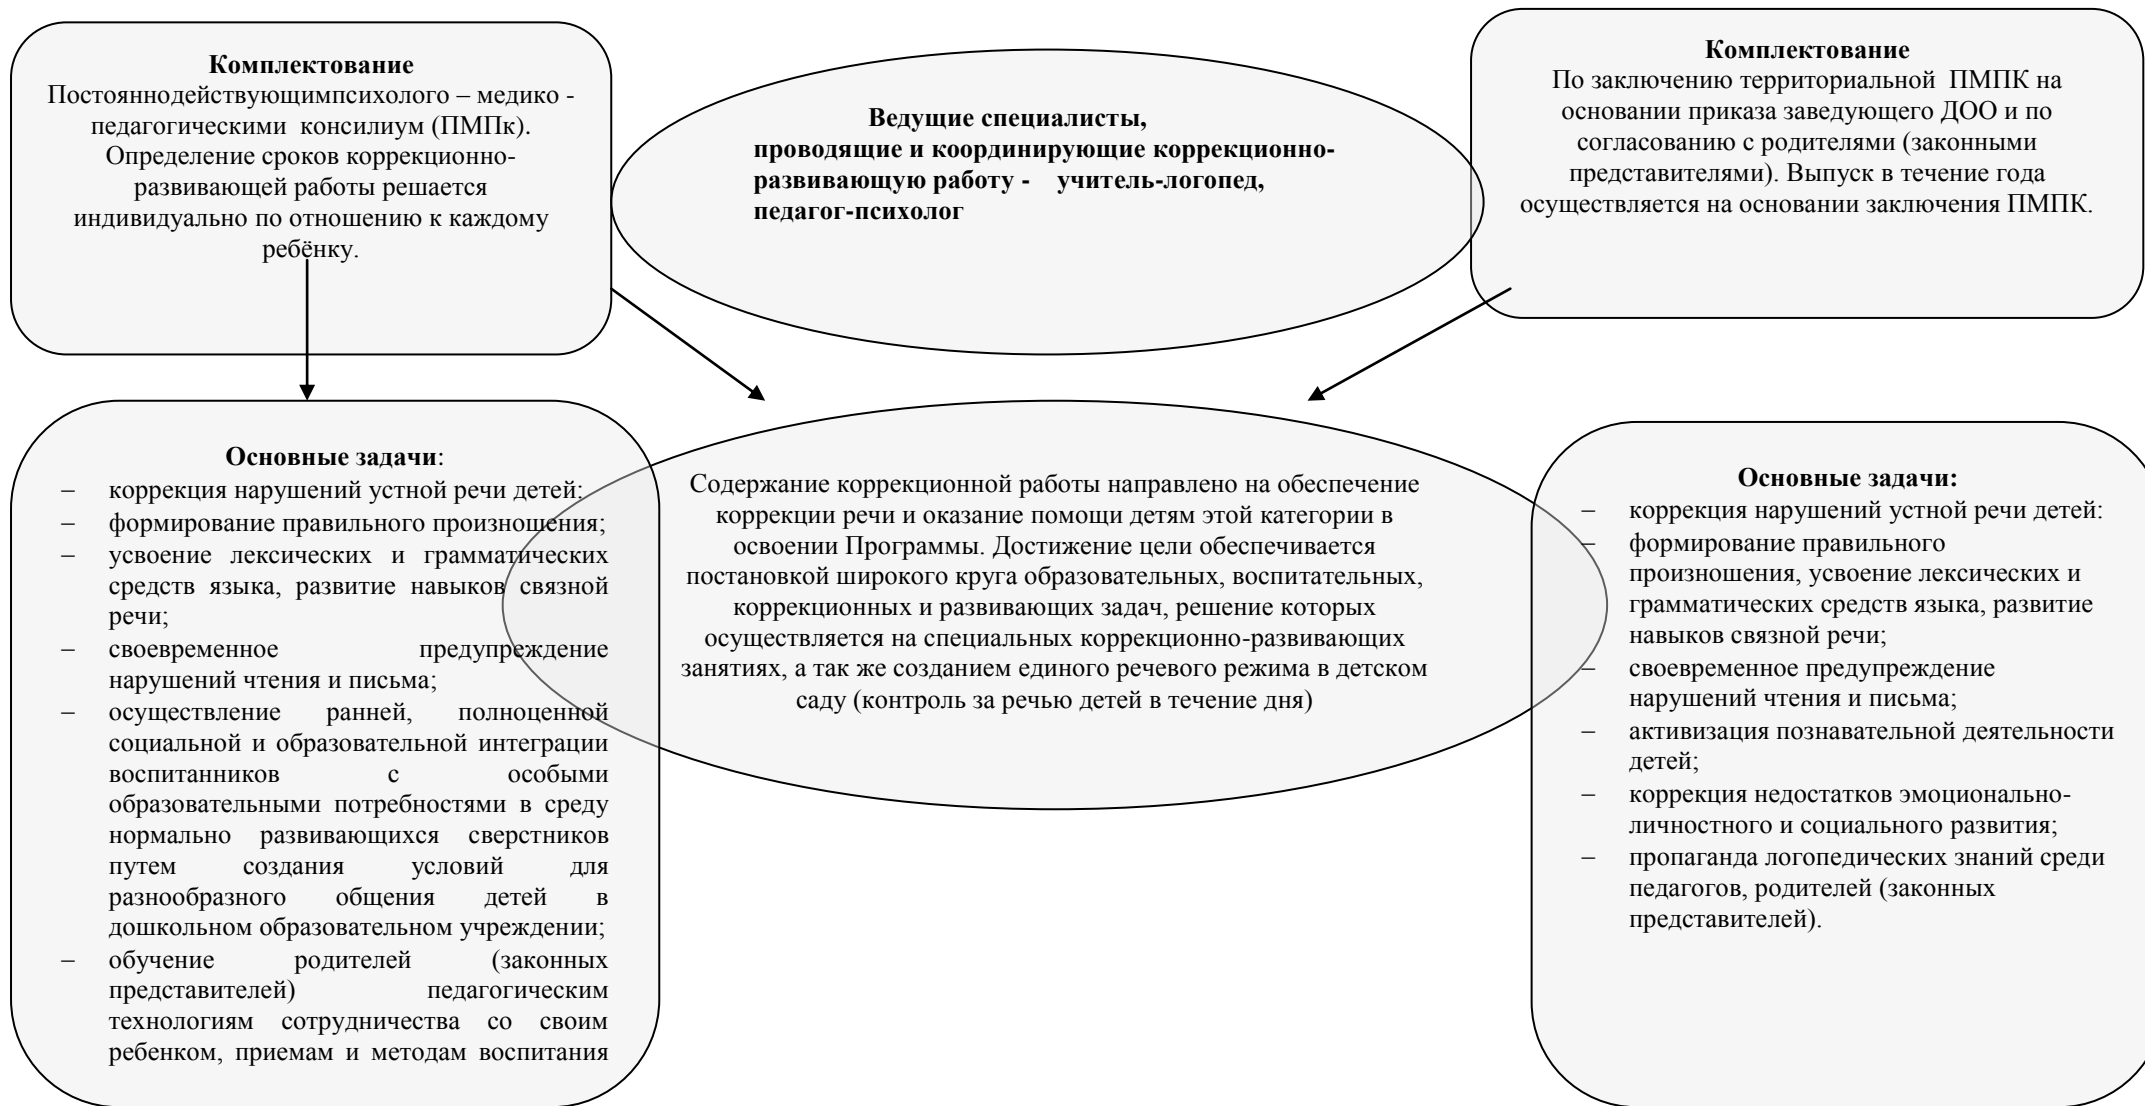 Комплектование
Постояннодействующимпсихолого – медико -
педагогическими консилиум (ПМПк).
Определение сроков коррекционно-
развивающей работы решается
индивидуально по отношению к каждому
ребёнку.
Ведущие специалисты,
проводящие и координирующие коррекционно-
развивающую работу - учитель-логопед,
педагог-психолог
Комплектование
По заключению территориальной ПМПК на
основании приказа заведующего ДОО и по
согласованию с родителями (законными
представителями). Выпуск в течение года
осуществляется на основании заключения ПМПК.
Основные задачи:
– коррекция нарушений устной речи детей:
– формирование правильного произношения;
– усвоение лексических и грамматических
средств языка, развитие навыков связной
речи;
– своевременное предупреждение
нарушений чтения и письма;
– осуществление ранней, полноценной
социальной и образовательной интеграции
воспитанников с особыми
образовательными потребностями в среду
нормально развивающихся сверстников
путем создания условий для
разнообразного общения детей в
дошкольном образовательном учреждении;
– обучение родителей (законных
представителей) педагогическим
технологиям сотрудничества со своим
ребенком, приемам и методам воспитания
Содержание коррекционной работы направлено на обеспечение
коррекции речи и оказание помощи детям этой категории в
освоении Программы. Достижение цели обеспечивается
постановкой широкого круга образовательных, воспитательных,
коррекционных и развивающих задач, решение которых
осуществляется на специальных коррекционно-развивающих
занятиях, а так же созданием единого речевого режима в детском
саду (контроль за речью детей в течение дня)
Основные задачи:
– коррекция нарушений устной речи детей:
– формирование правильного
произношения, усвоение лексических и
грамматических средств языка, развитие
навыков связной речи;
– своевременное предупреждение
нарушений чтения и письма;
– активизация познавательной деятельности
детей;
– коррекция недостатков эмоционально-
личностного и социального развития;
– пропаганда логопедических знаний среди
педагогов, родителей (законных
представителей).